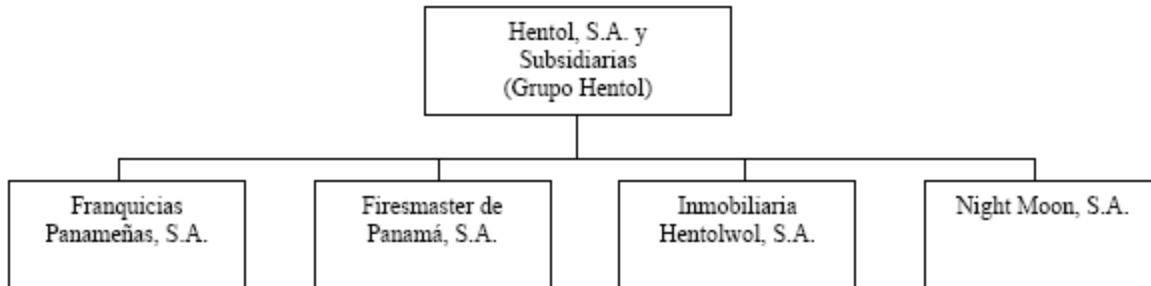 Hentol, S.A. y
Subsidiarias
(Grupo Hentol)
Franquicias
Panameñas, S.A.
Firesmaster de
Panamá, S.A.
Inmobiliaria
Hentolwol, S.A.
Night Moon, S.A.